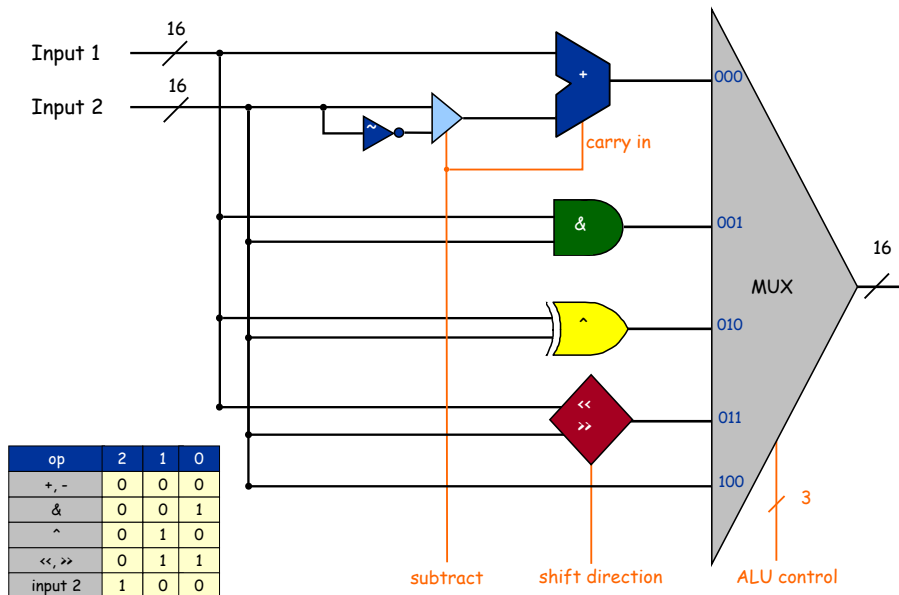 16
Input 1
16
Input 2
+
000
~
carry in
&
001
16
MUX
^
010
<<
>>
011
100
3
op 2 1 0
+, - 0 0 0
& 0 0 1
^ 0 1 0
<<, >> 0 1 1
input 2 1 0 0
subtract shift direction ALU control